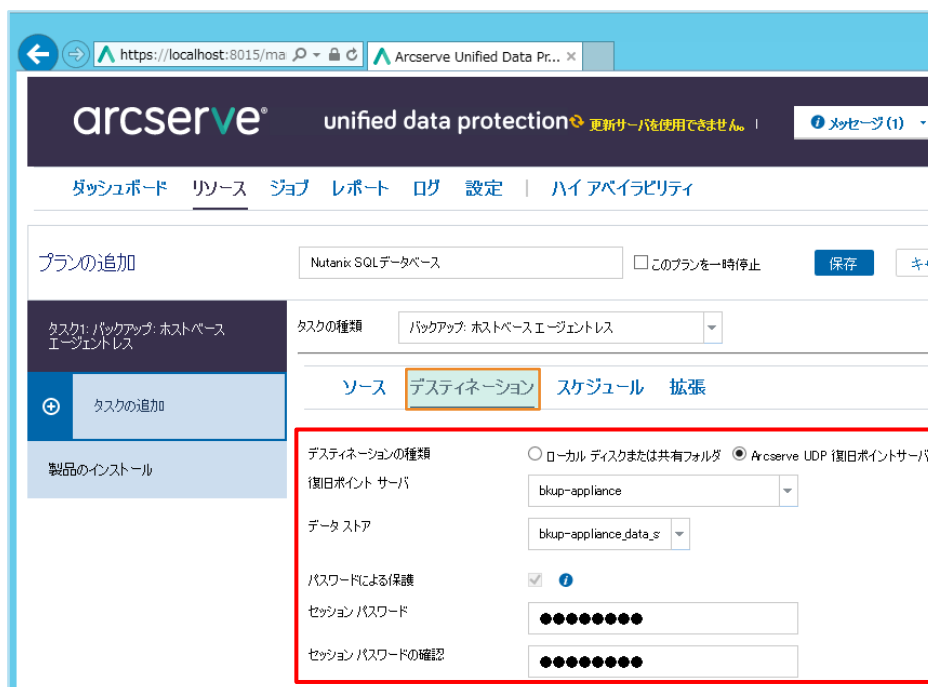 https://localhost:8015/ma
Arcserve Unified Data Pr... ×
arcserve® unified data protection 更新サーバを使用できません。 | メッセージ (1)
ダッシュボード リソース ジョブ レポート ログ 設定 | ハイ アベイラビリティ
プランの追加 Nutanix SQLデータベース このプランを一時停止 保存 キャ
タスク1: バックアップ: ホストベース
エージェントレス
タスクの種類 バックアップ: ホストベース エージェントレス
タスクの追加
製品のインストール
ソース デスティネーション スケジュール 拡張
デスティネーションの種類 ローカル ディスクまたは共有フォルダ Arcserve UDP 復旧ポイントサーバ
復旧ポイント サーバ bkup-appliance
データ ストア bkup-appliance_data_s
パスワードによる保護
セッション パスワード ●●●●●●●●
セッション パスワードの確認 ●●●●●●●●